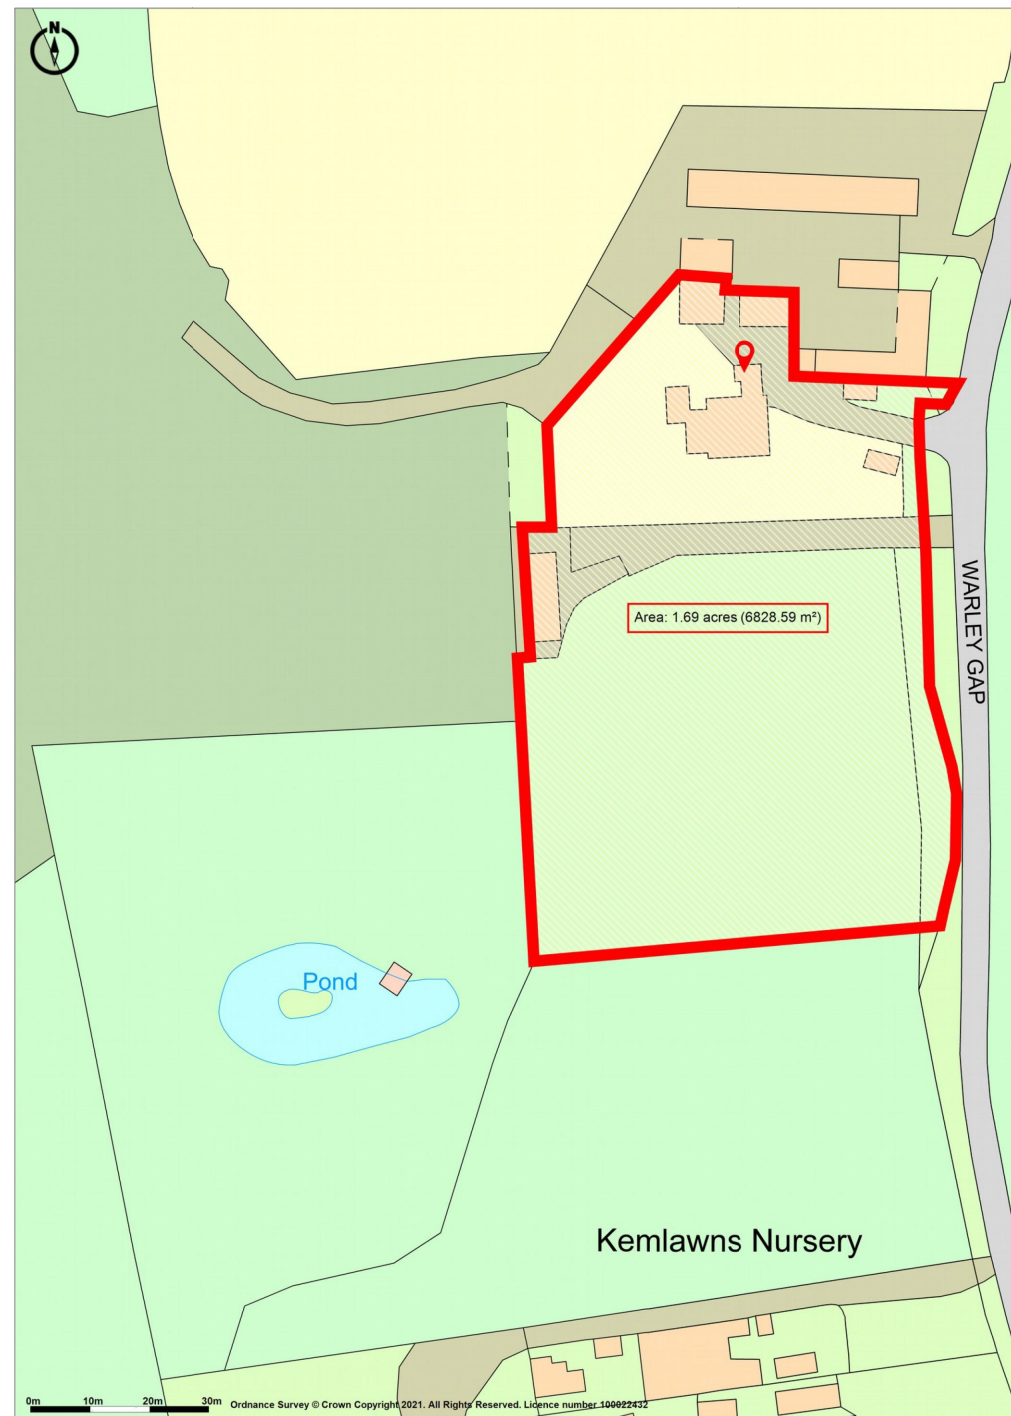 N
WARLEY GAP
Area: 1.69 acres (6828.59 m²)
Pond
Kemlawns Nursery
0m 10m 20m 30m
Ordnance Survey © Crown Copyright 2021. All Rights Reserved. Licence number 100022432